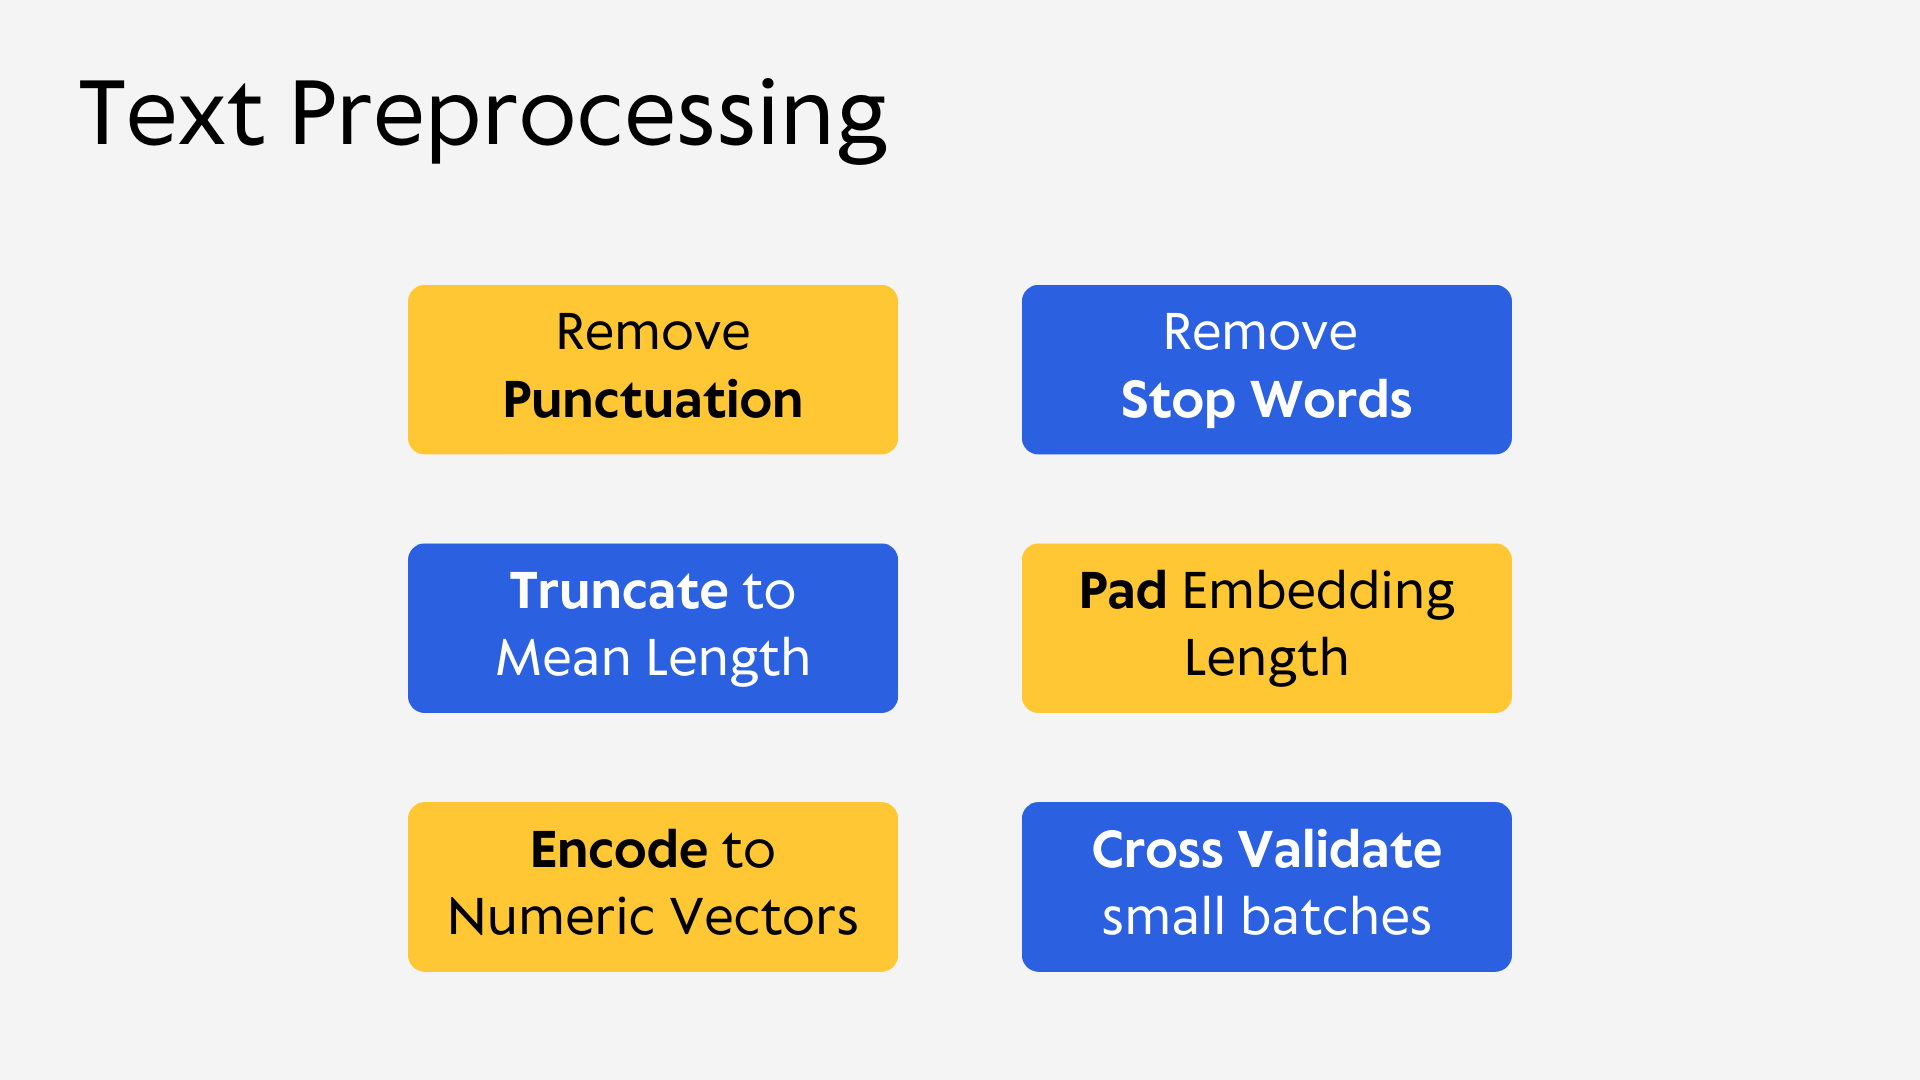 Text Preprocessing
Remove
Punctuation
Remove
Stop Words
Truncate to
Mean Length
Pad Embedding
Length
Encode to
Numeric Vectors
Cross Validate
small batches